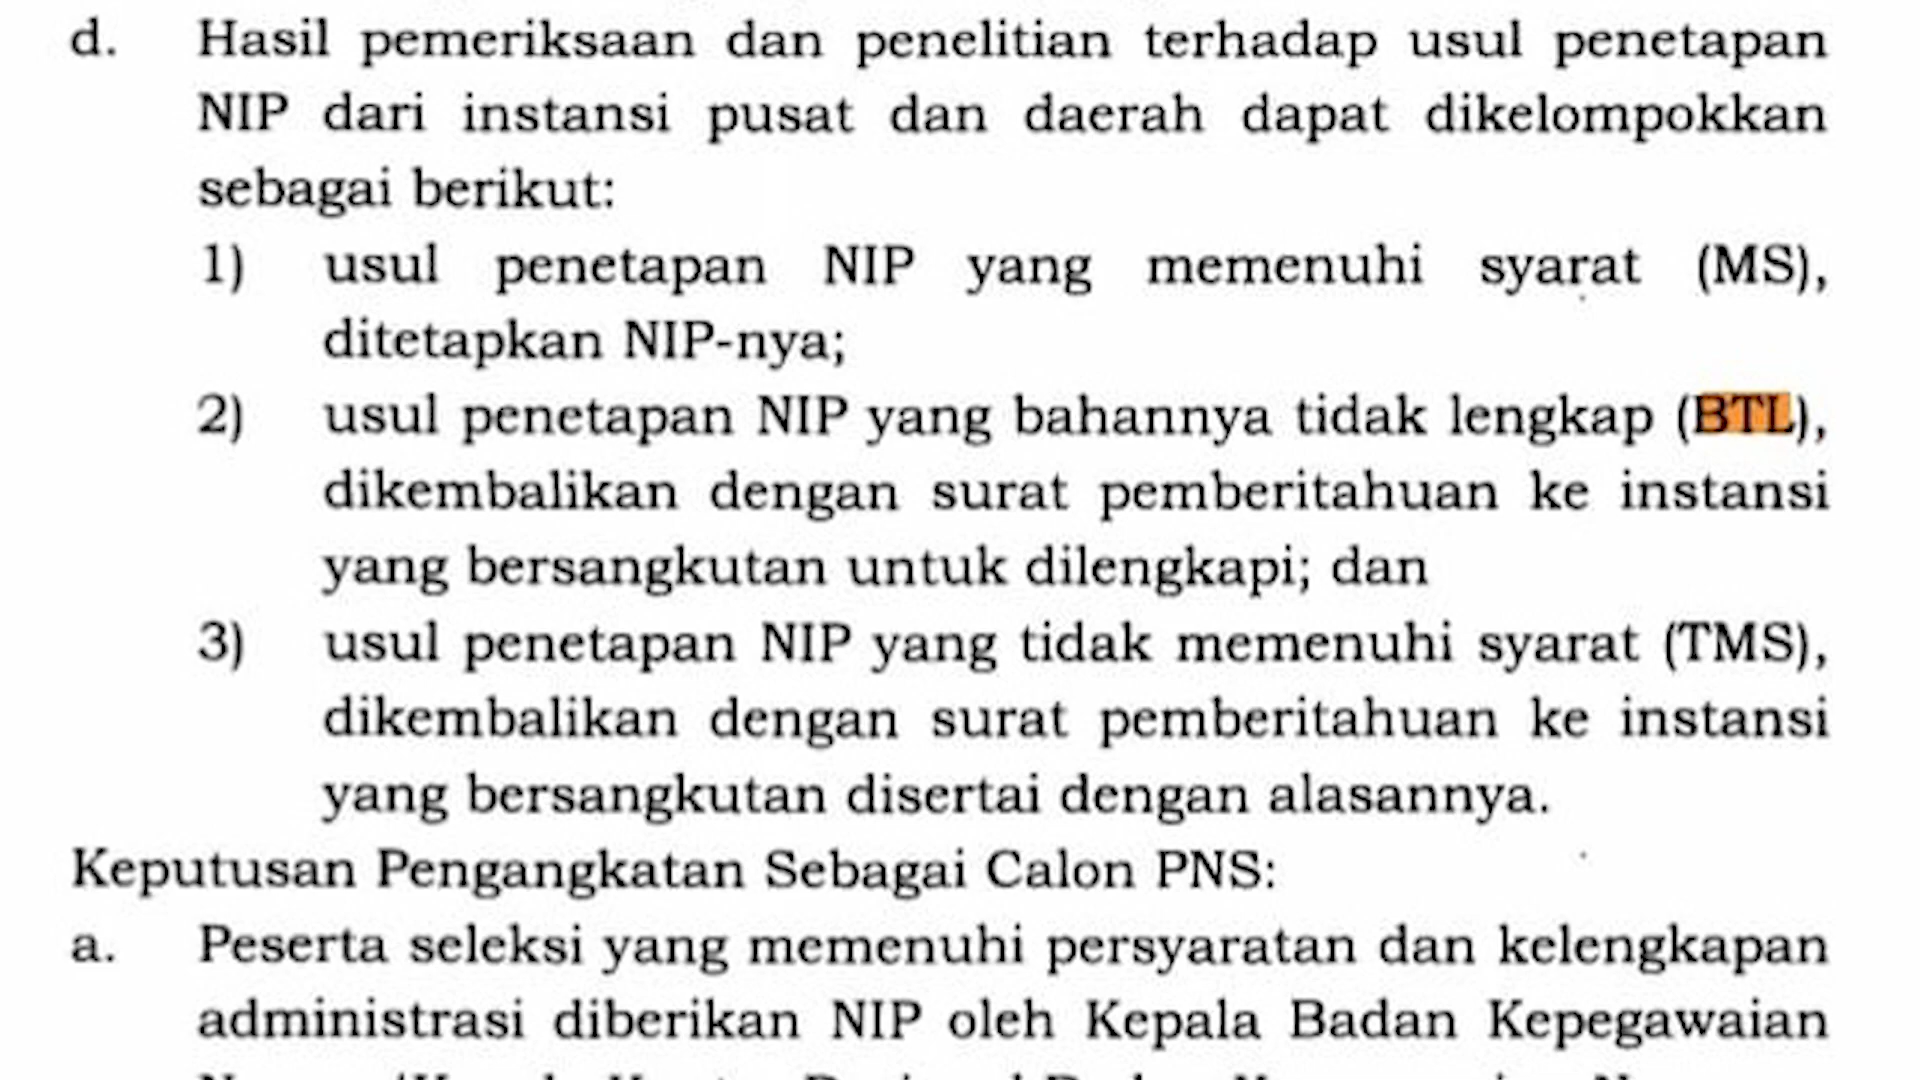 d. Hasil pemeriksaan dan penelitian terhadap usul penetapan
NIP dari instansi pusat dan daerah dapat dikelompokkan
sebagai berikut:
1) usul penetapan NIP yang memenuhi syarat (MS),
ditetapkan NIP-nya;
2) usul penetapan NIP yang bahannya tidak lengkap (BTL),
dikembalikan dengan surat pemberitahuan ke instansi
yang bersangkutan untuk dilengkapi; dan
3) usul penetapan NIP yang tidak memenuhi syarat (TMS),
dikembalikan dengan surat pemberitahuan ke instansi
yang bersangkutan disertai dengan alasannya.
Keputusan Pengangkatan Sebagai Calon PNS:
a. Peserta seleksi yang memenuhi persyaratan dan kelengkapan
administrasi diberikan NIP oleh Kepala Badan Kepegawaian